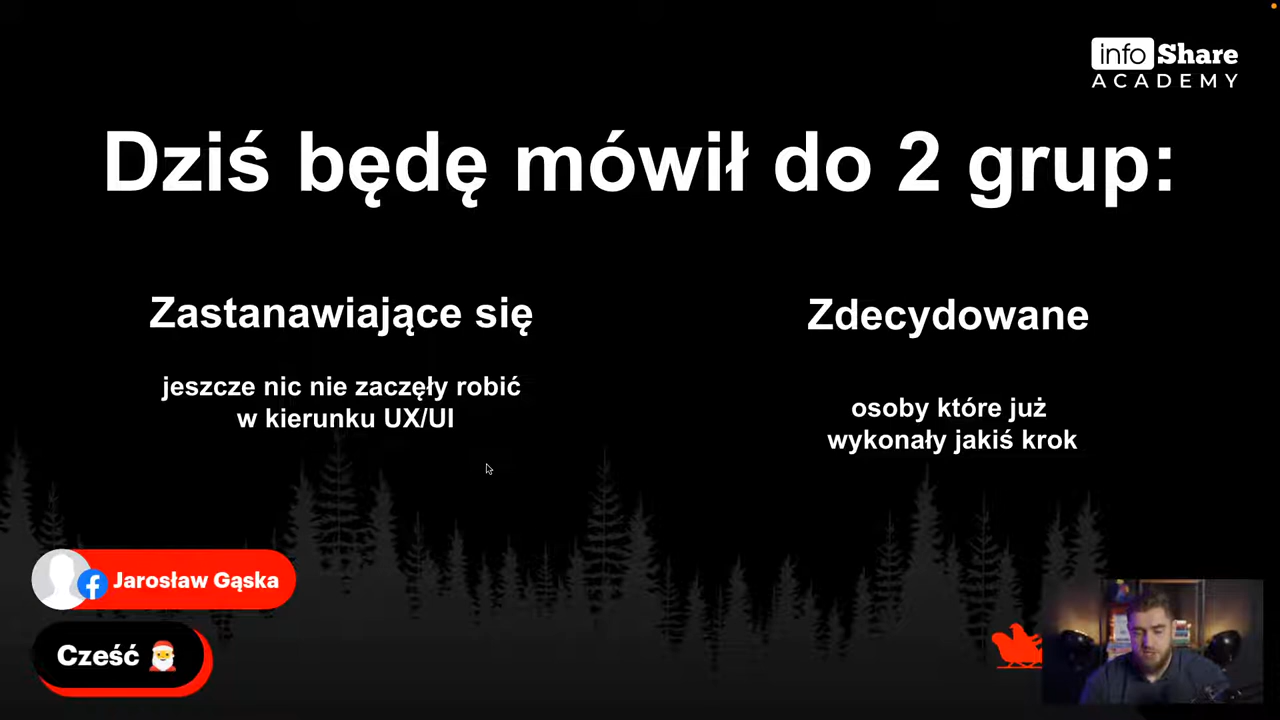 info Share
ACADEMY
Dziś będę mówił do 2 grup:
Zastanawiające się
jeszcze nic nie zaczęły robić
w kierunku UX/UI
Zdecydowane
osoby które już
wykonały jakiś krok
Jarosław Gąska
Cześć 🎅